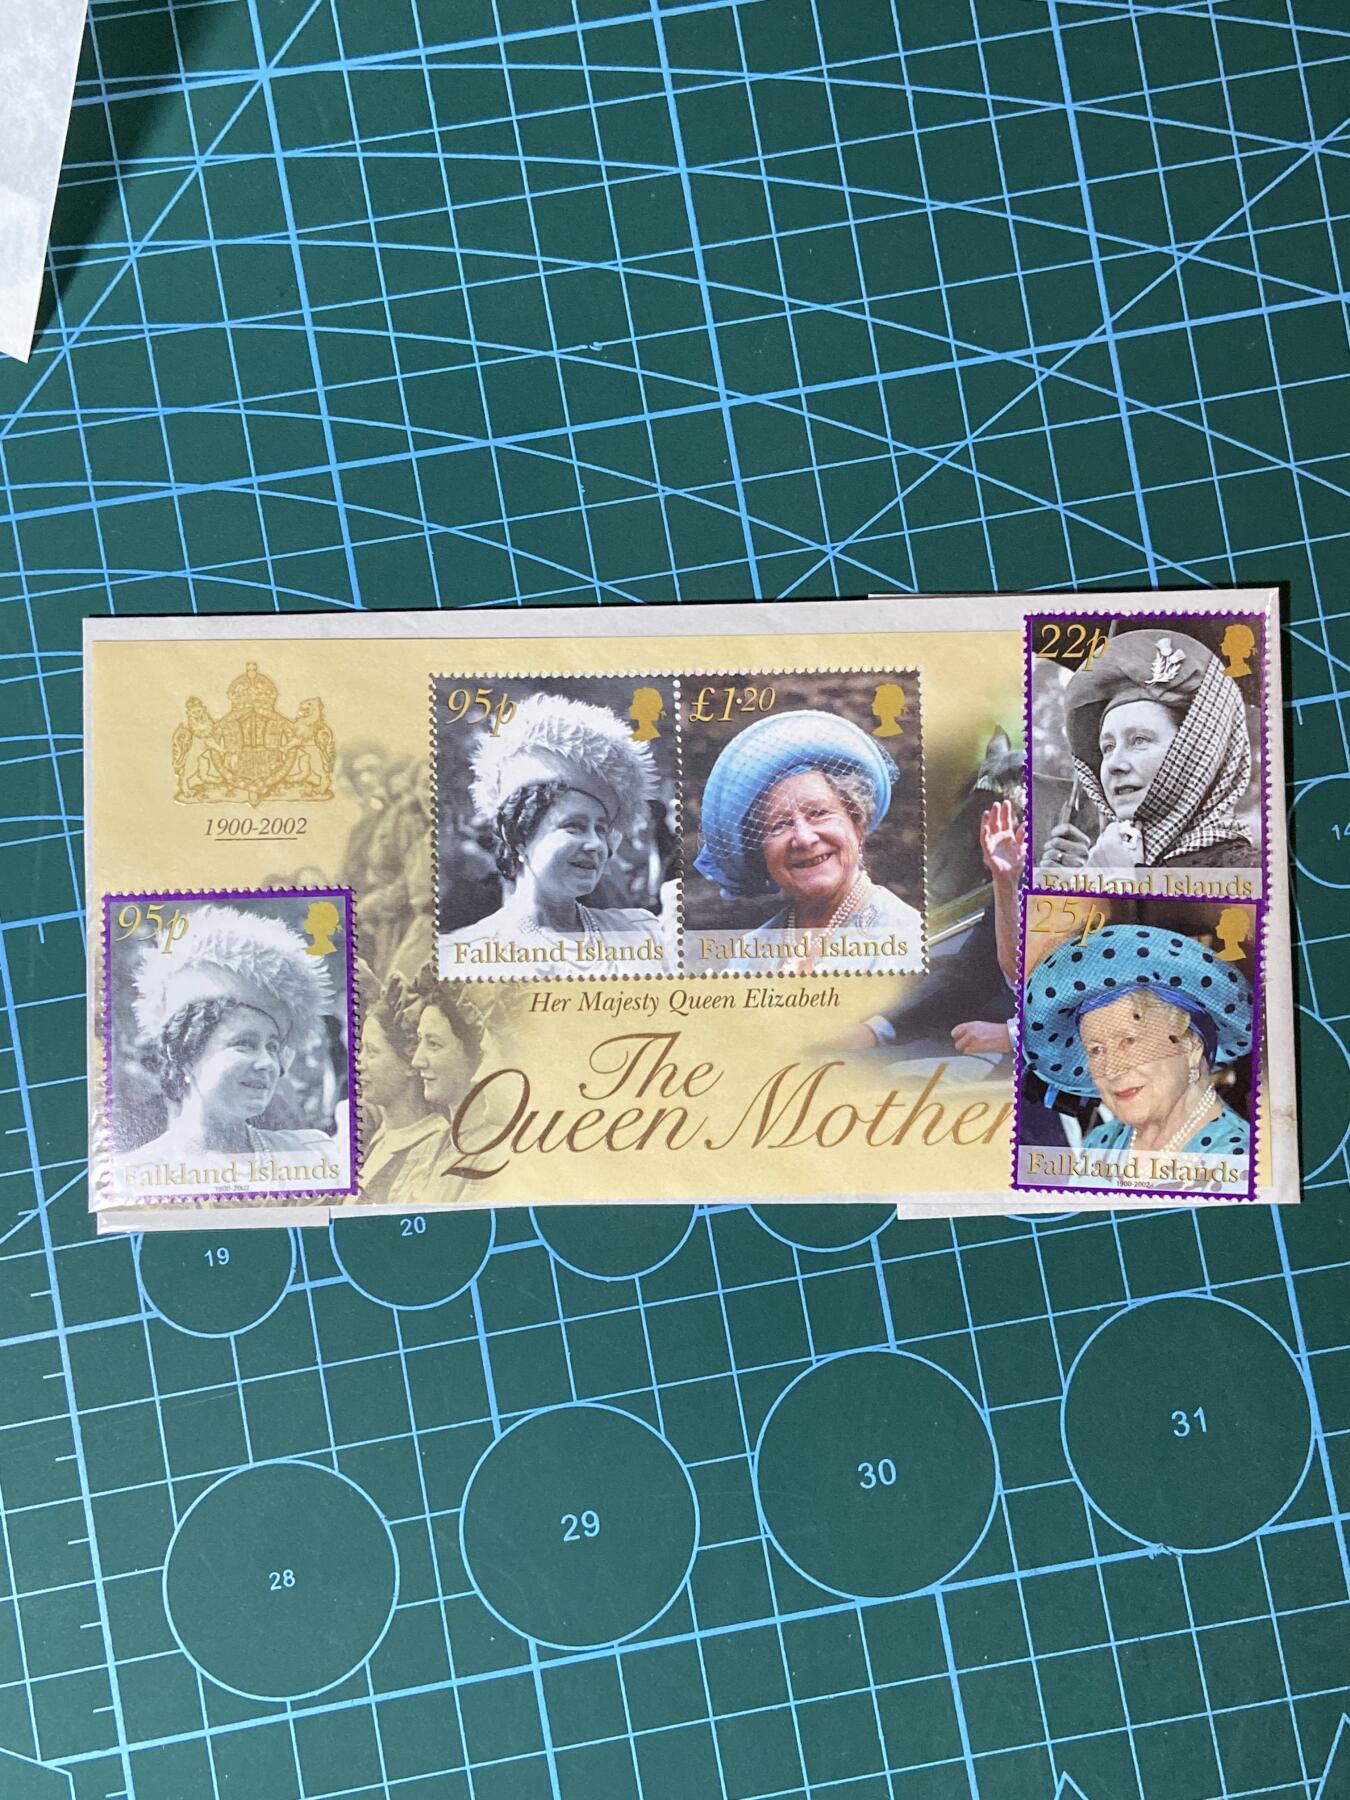 1900-2002
95p
Falkland Islands
£1·20
Falkland Islands
Her Majesty Queen Elizabeth
The
Queen Mother
95p
Falkland Islands
1900-2002
22p
Falkland Islands
25p
Falkland Islands
1900-2002
14
19
20
28
29
30
31